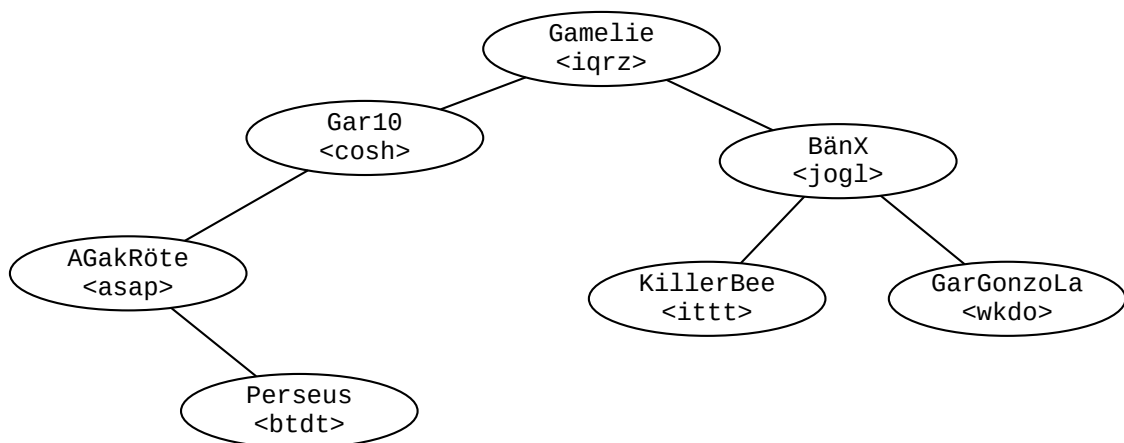 Gamelie
<iqrz>
Gar10
<cosh>
BänX
<jogl>
AGakRöte
<asap>
KillerBee
<ittt>
GarGonzoLa
<wkdo>
Perseus
<btdt>